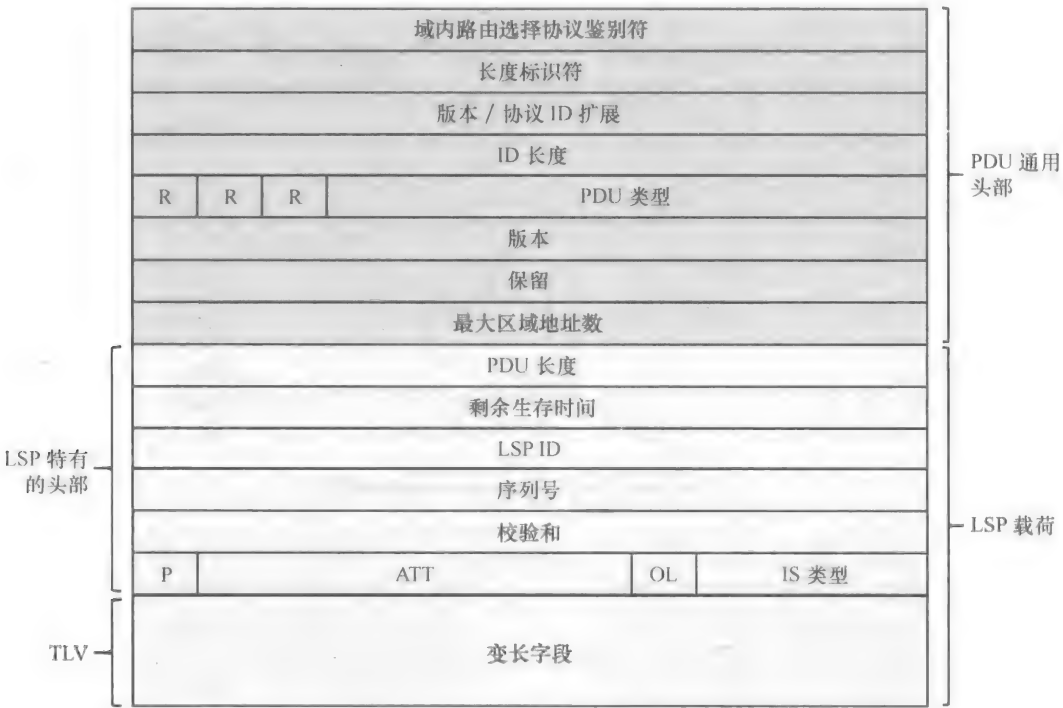 域内路由选择协议鉴别符
长度标识符
版本 / 协议 ID 扩展
ID 长度
R R R PDU 类型
版本
保留
最大区域地址数
PDU 通用
头部
PDU 长度
剩余生存时间
LSP ID
序列号
校验和
P ATT OL IS 类型
LSP 特有
的头部
LSP 载荷
TLV
变长字段